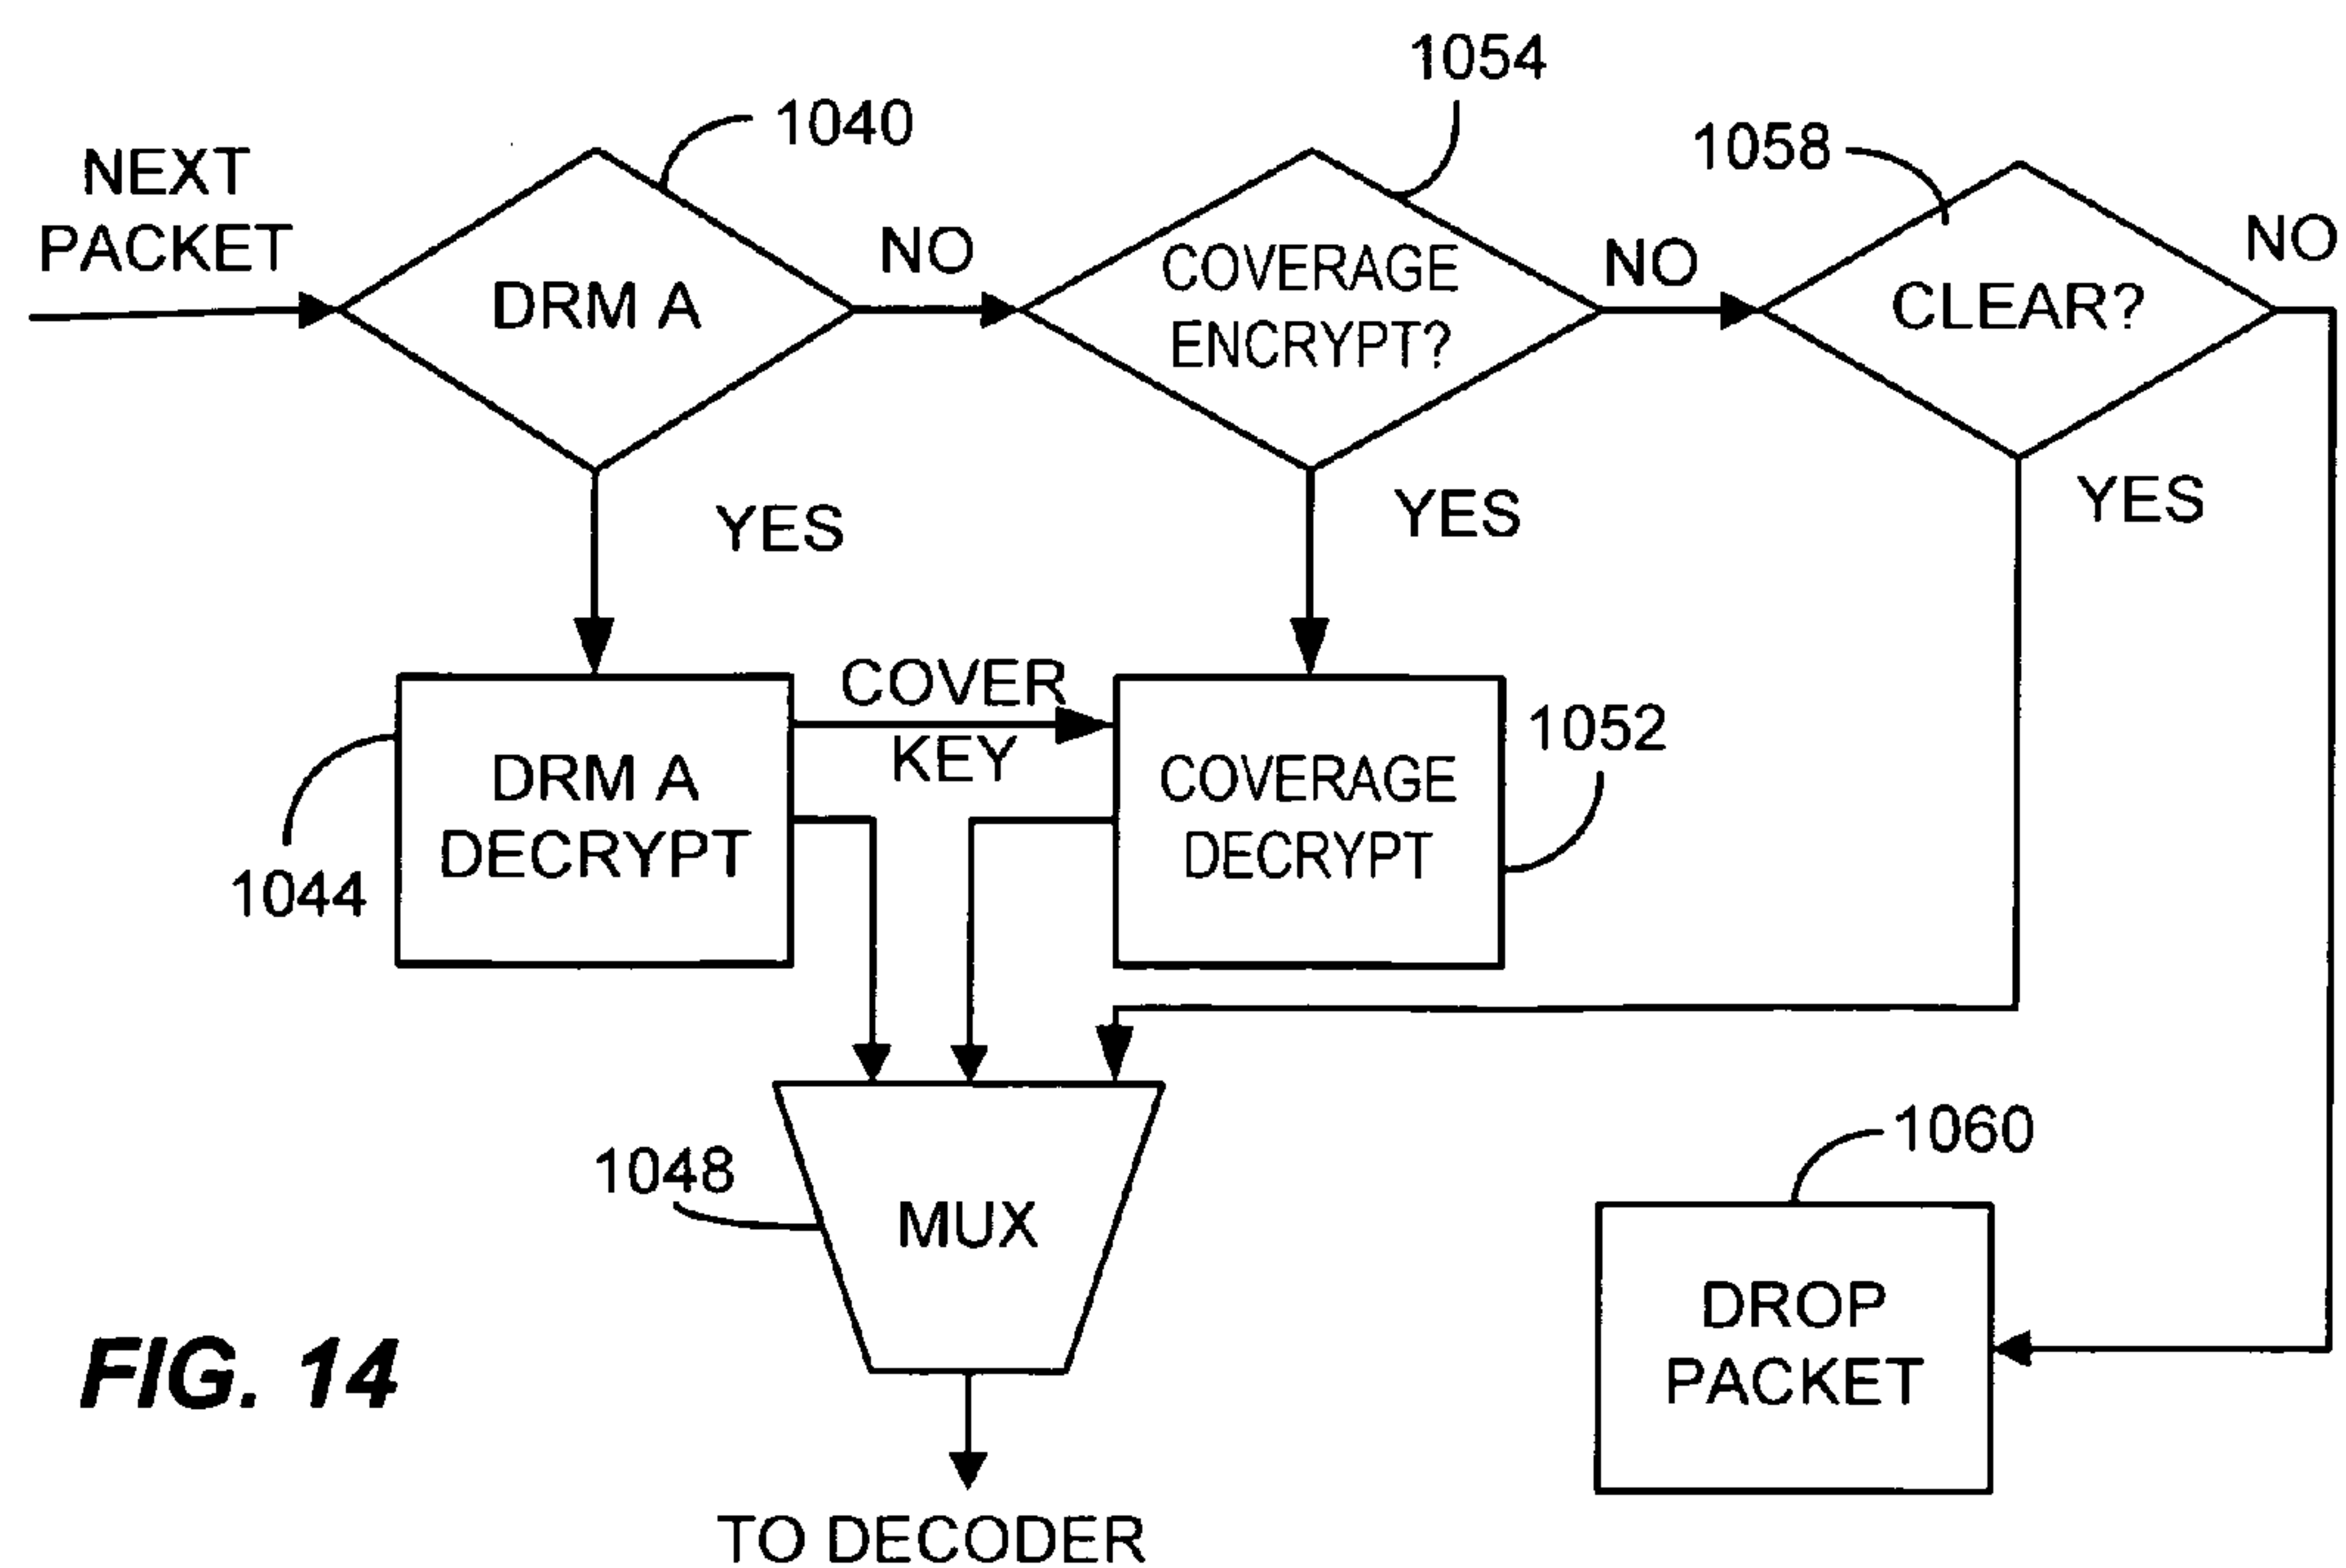 1054
1040
1058
NEXT
PACKET
NO
NO
NO
DRM A
COVERAGE
ENCRYPT?
CLEAR?
YES
YES
YES
COVER
KEY
DRM A
DECRYPT
COVERAGE
DECRYPT
1052
1044
1048
MUX
1060
DROP
PACKET
FIG. 14
TO DECODER